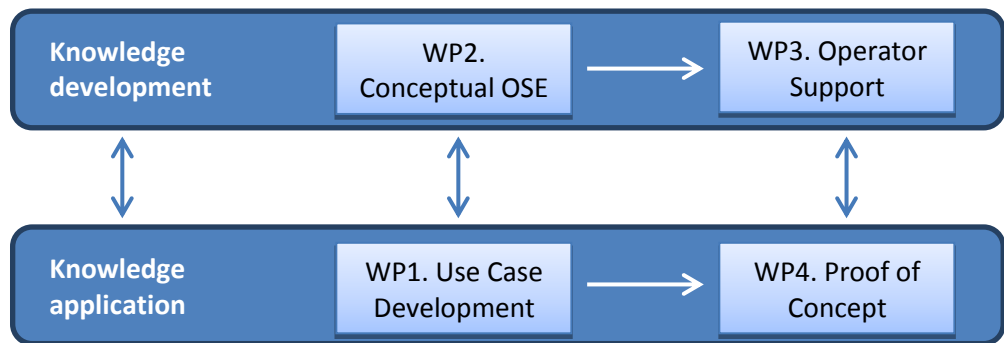 Knowledge
development
WP2.
Conceptual OSE
WP3. Operator
Support
Knowledge
application
WP1. Use Case
Development
WP4. Proof of
Concept